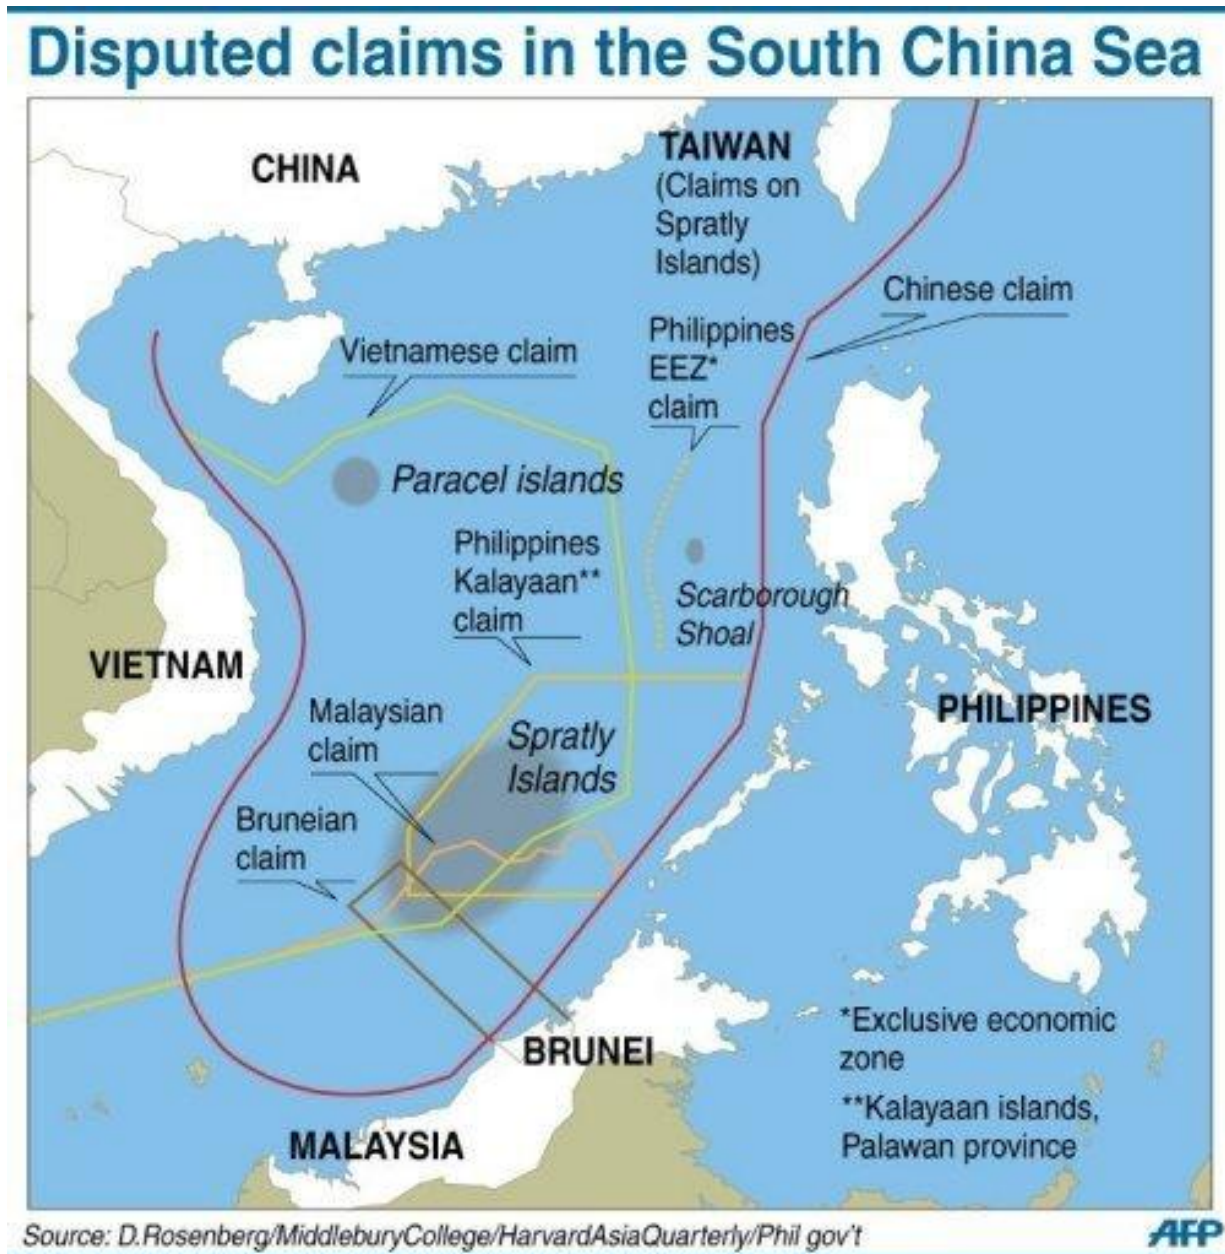 Disputed claims in the South China Sea
CHINA
TAIWAN
(Claims on
Spratly
Islands)
Chinese claim
Philippines
EEZ*
claim
Vietnamese claim
Paracel islands
Philippines
Kalayaan**
claim
Scarborough
Shoal
VIETNAM
PHILIPPINES
Malaysian
claim
Spratly
Islands
Bruneian
claim
*Exclusive economic
zone
BRUNEI
**Kalayaan islands,
Palawan province
MALAYSIA
Source: D.Rosenberg/MiddleburyCollege/HarvardAsiaQuarterly/Phil gov't
AFP